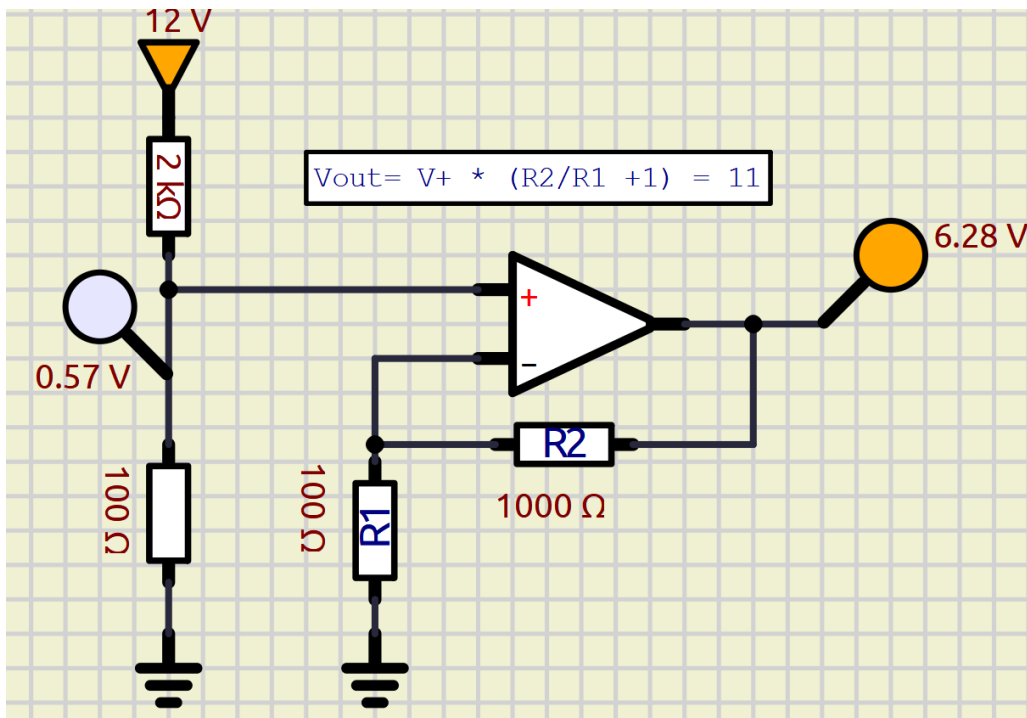 12 V
2 kΩ
Vout= V+ * (R2/R1 +1) = 11
6.28 V
+
0.57 V
−
R2
100 Ω
100 Ω
R1
1000 Ω